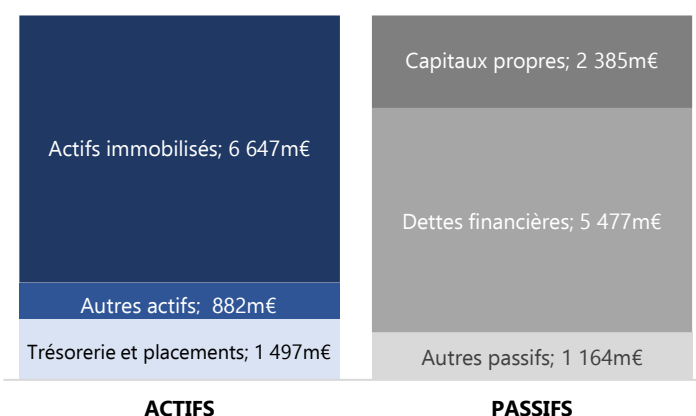 Actifs immobilisés; 6 647m€
Autres actifs;  882m€
Trésorerie et placements; 1 497m€
ACTIFS
Capitaux propres; 2 385m€
Dettes financières; 5 477m€
Autres passifs; 1 164m€
PASSIFS